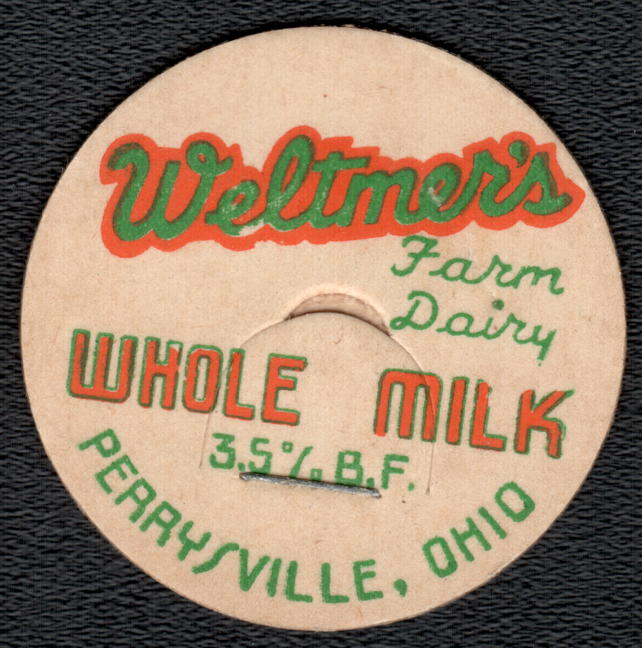 Weltmer's
Farm
Dairy
WHOLE MILK
3.5% B.F.
PERRYSVILLE, OHIO